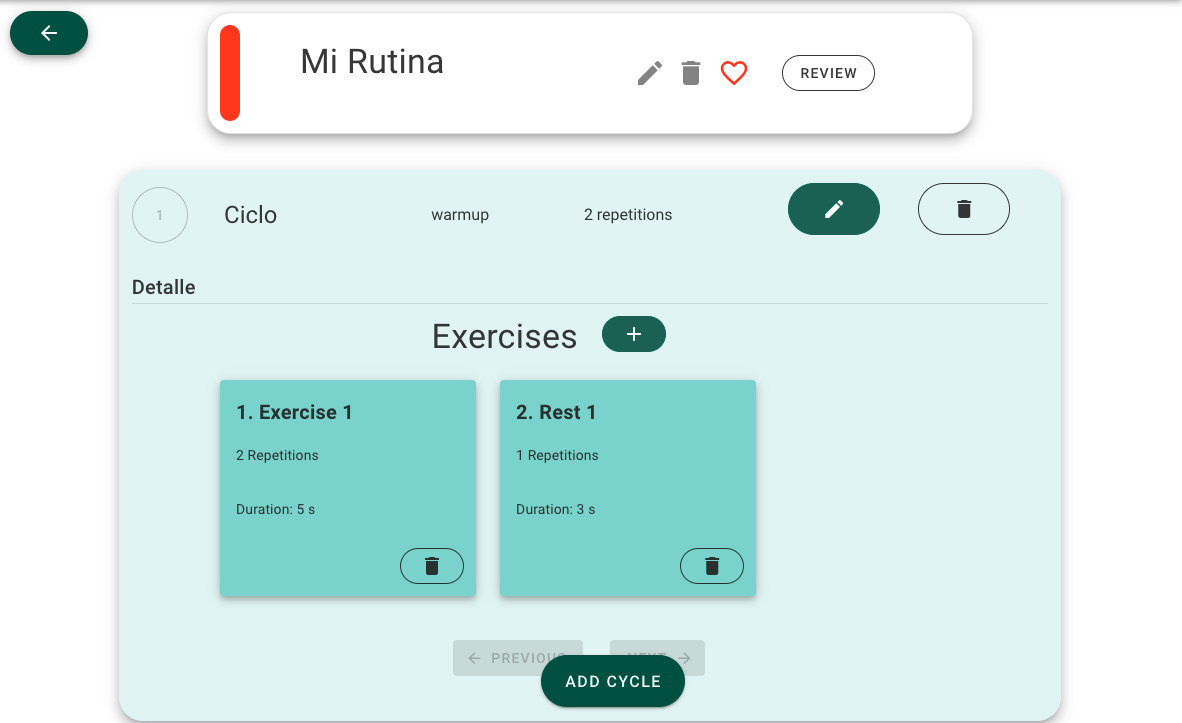 Mi Rutina
REVIEW
1
Ciclo
warmup
2 repetitions
Detalle
Exercises
1. Exercise 1
2 Repetitions
Duration: 5 s
2. Rest 1
1 Repetitions
Duration: 3 s
PREVIOUS
NEXT
ADD CYCLE